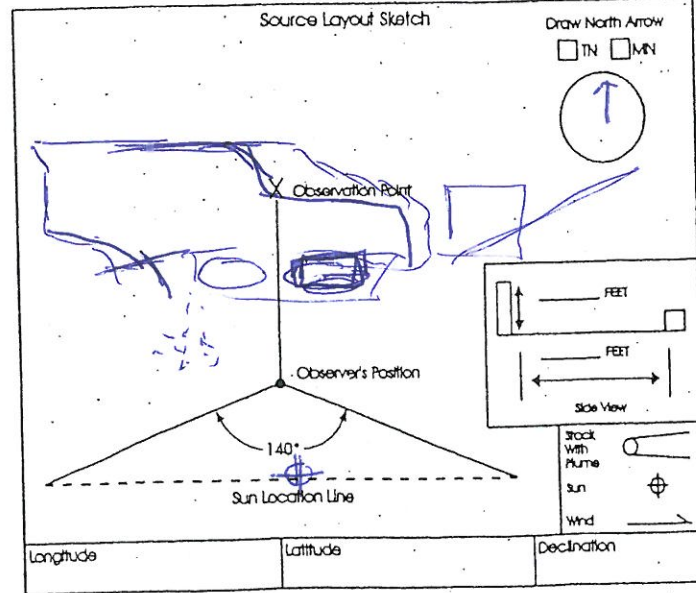 Source Layout Sketch
Draw North Arrow
TN MN
X Observation Point
FEET
FEET
Side View
Observer's Position
140°
Sun Location Line
Stack
With
Plume
Sun
Wind
Longitude
Latitude
Declination